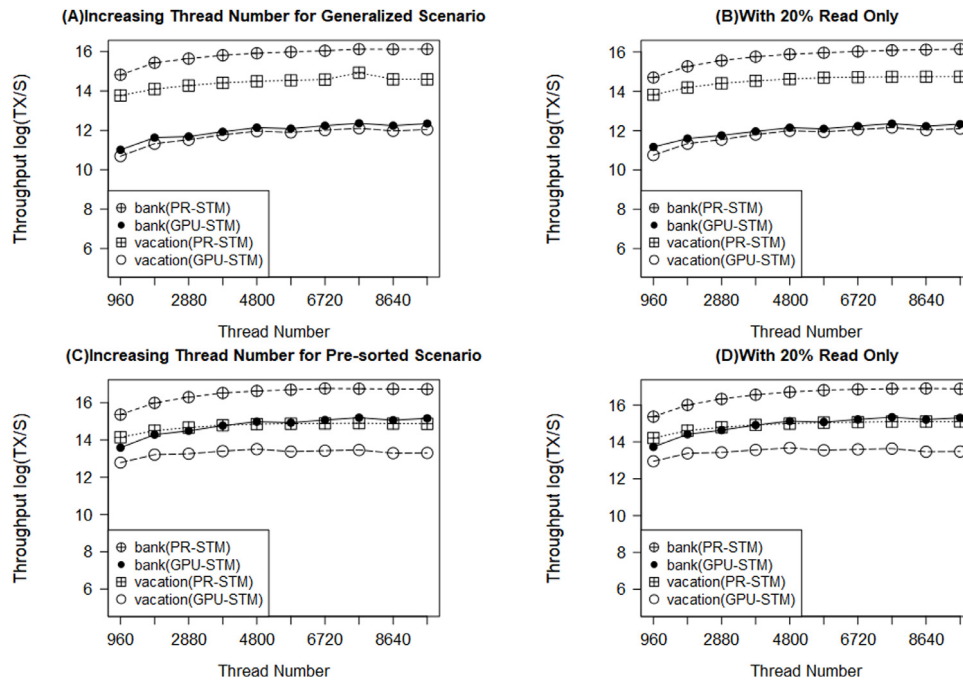 (A)Increasing Thread Number for Generalized Scenario
Throughput log(TX/S)
16
14
12
10
8
6
bank(PR-STM)
bank(GPU-STM)
vacation(PR-STM)
vacation(GPU-STM)
960 2880 4800 6720 8640
Thread Number
(B)With 20% Read Only
Throughput log(TX/S)
16
14
12
10
8
6
bank(PR-STM)
bank(GPU-STM)
vacation(PR-STM)
vacation(GPU-STM)
960 2880 4800 6720 8640
Thread Number
(C)Increasing Thread Number for Pre-sorted Scenario
Throughput log(TX/S)
16
14
12
10
8
6
bank(PR-STM)
bank(GPU-STM)
vacation(PR-STM)
vacation(GPU-STM)
960 2880 4800 6720 8640
Thread Number
(D)With 20% Read Only
Throughput log(TX/S)
16
14
12
10
8
6
bank(PR-STM)
bank(GPU-STM)
vacation(PR-STM)
vacation(GPU-STM)
960 2880 4800 6720 8640
Thread Number